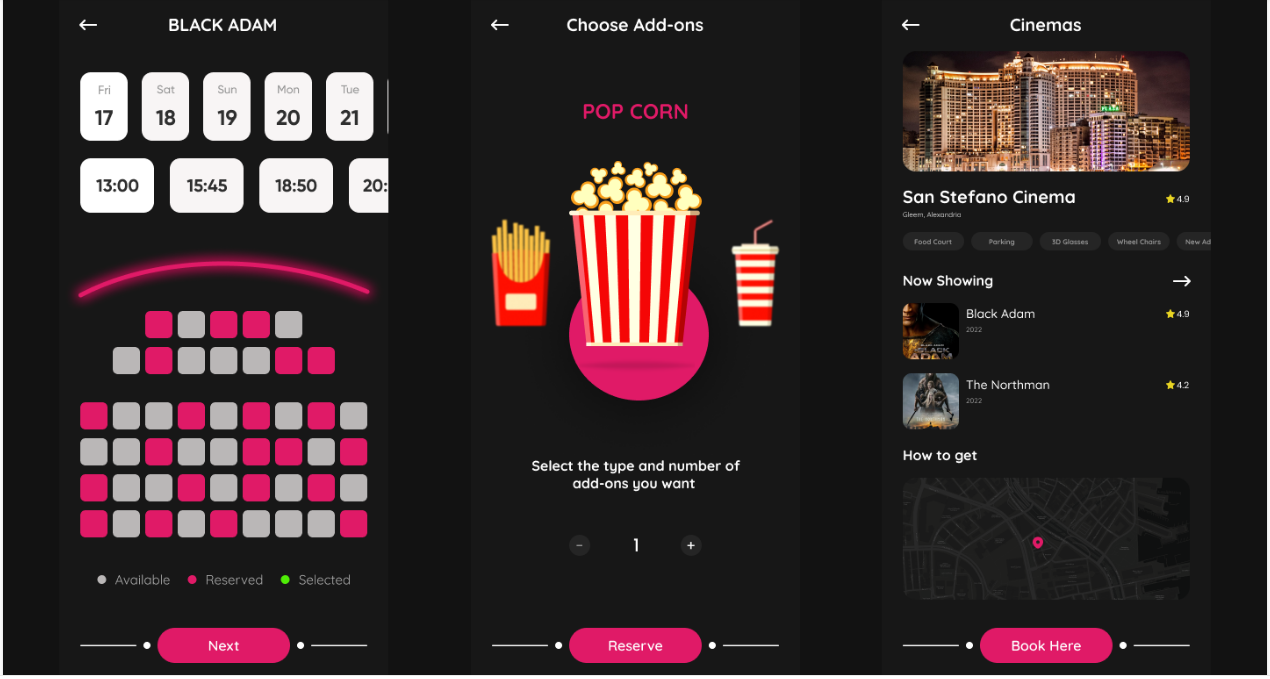 BLACK ADAM
Fri
17
Sat
18
Sun
19
Mon
20
Tue
21
13:00
15:45
18:50
20:
Available
Reserved
Selected
Next
Choose Add-ons
POP CORN
Select the type and number of
add-ons you want
− 1 +
Reserve
Cinemas
PLAZA
San Stefano Cinema
4.9
Gleem, Alexandria
Food Court
Parking
3D Glasses
Wheel Chairs
New Ad
Now Showing
BLACK
ADAM
Black Adam
4.9
2022
The Northman
4.2
2022
How to get
Book Here